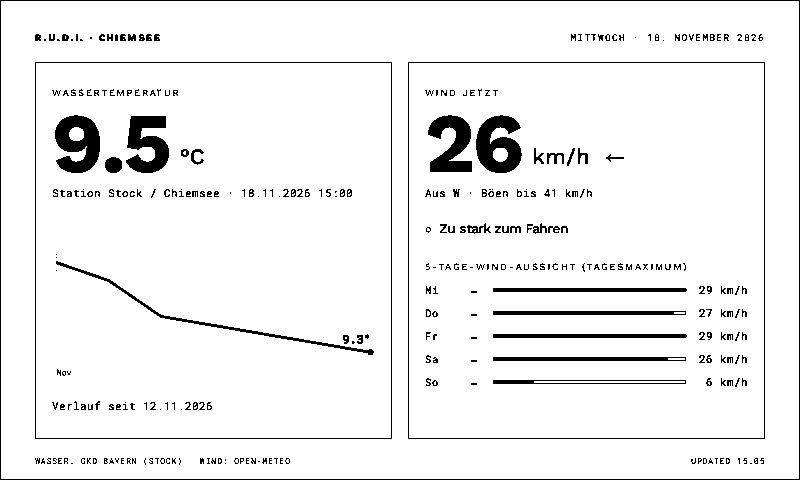 R.U.D.I. · CHIEMSEE
MITTWOCH · 18. NOVEMBER 2026
WASSERTEMPERATUR
9.5 °C
Station Stock / Chiemsee · 18.11.2026 15:00
9.3°
Nov
Verlauf seit 12.11.2026
WIND JETZT
26 km/h ←
Aus W · Böen bis 41 km/h
Zu stark zum Fahren
5-TAGE-WIND-AUSSICHT (TAGESMAXIMUM)
Mi – 29 km/h
Do – 27 km/h
Fr – 29 km/h
Sa – 26 km/h
So – 6 km/h
WASSER: GKD BAYERN (STOCK) WIND: OPEN-METEO
UPDATED 15:05